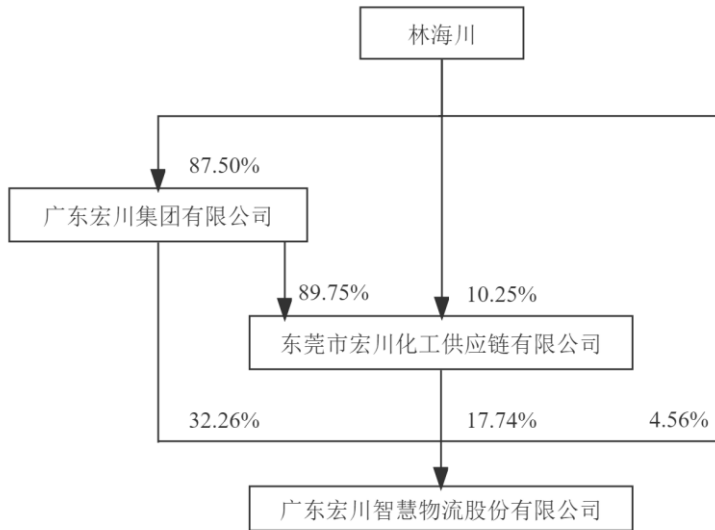 林海川
87.50%
广东宏川集团有限公司
89.75%
10.25%
东莞市宏川化工供应链有限公司
32.26%
17.74%
4.56%
广东宏川智慧物流股份有限公司